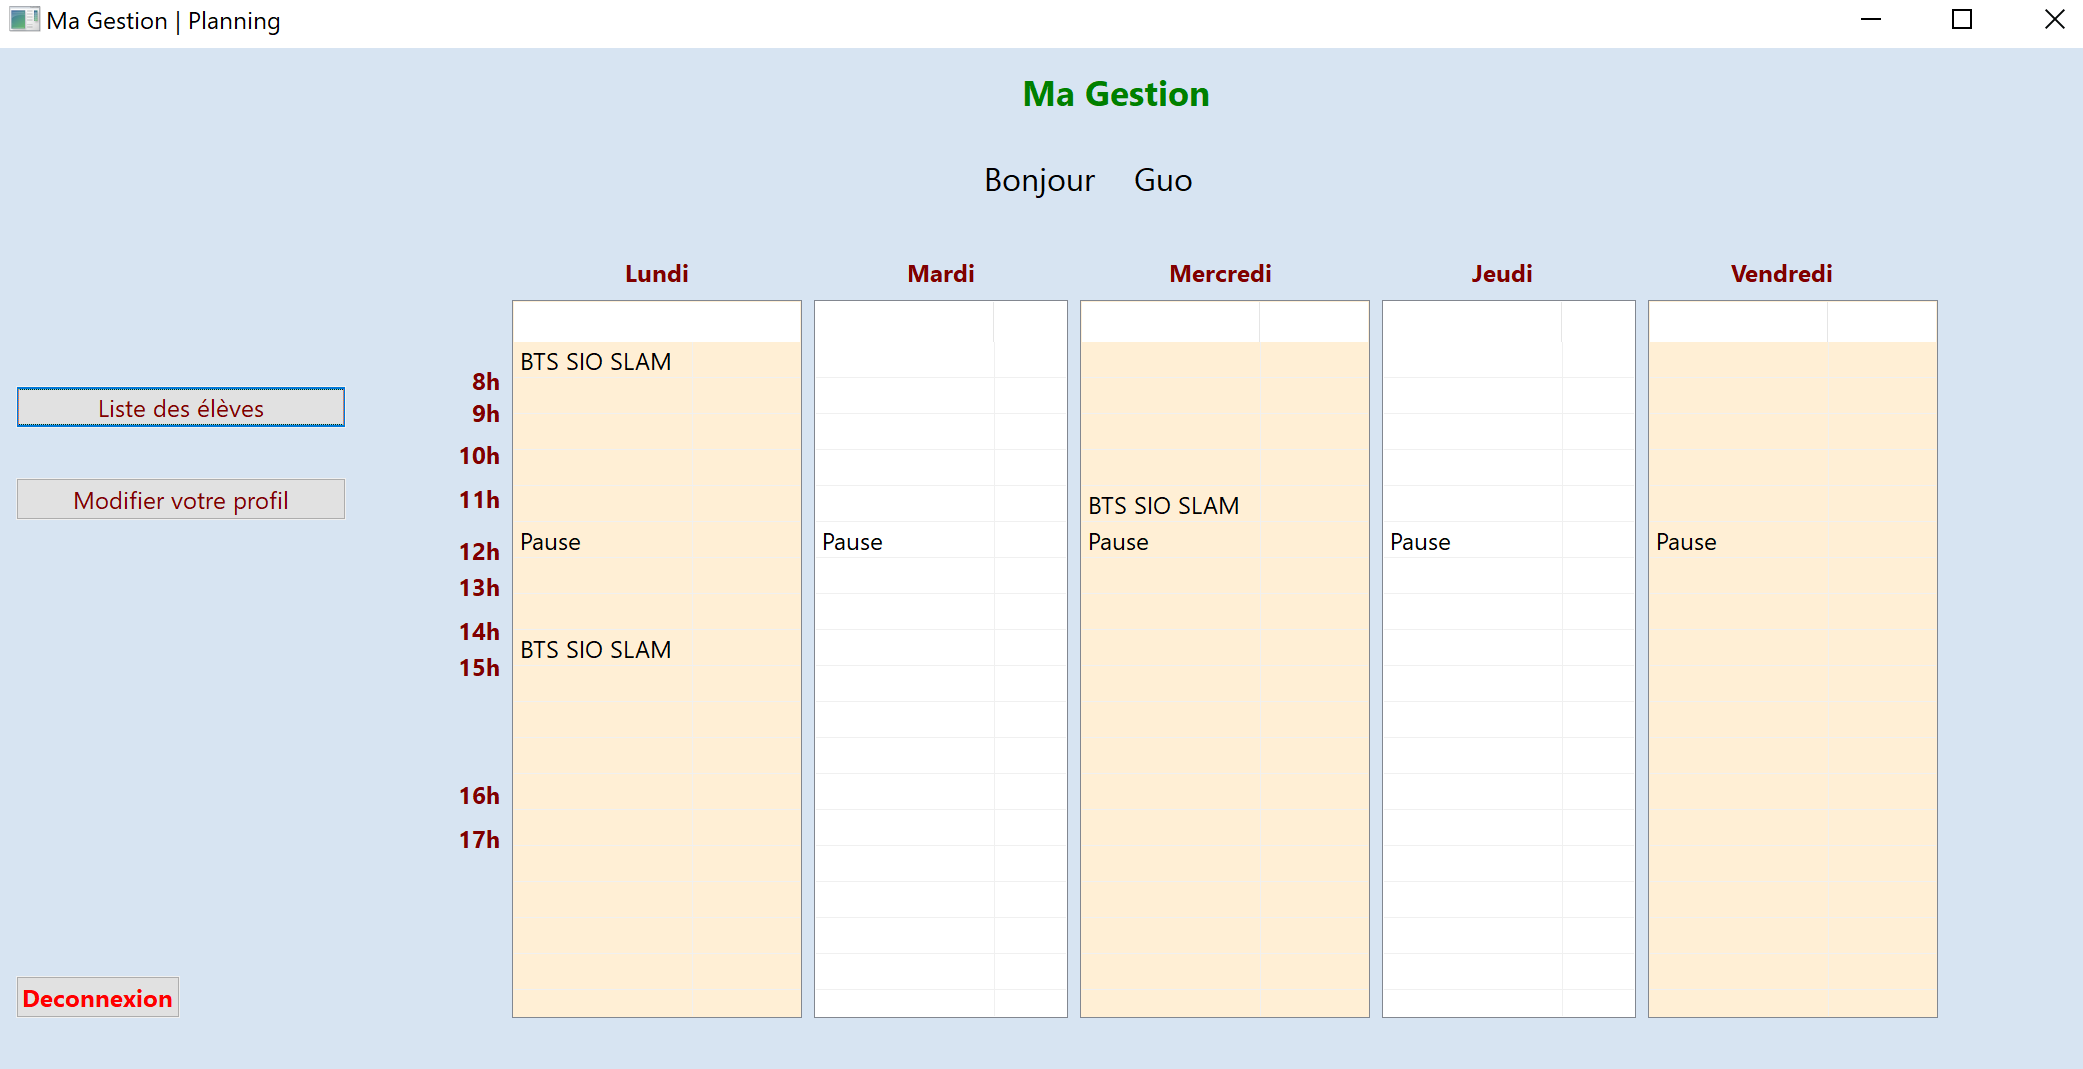 Ma Gestion | Planning
Ma Gestion
Bonjour Guo
Lundi Mardi Mercredi Jeudi Vendredi
BTS SIO SLAM
8h
Liste des élèves
9h
10h
Modifier votre profil
11h BTS SIO SLAM
12h Pause Pause Pause Pause Pause
13h
14h
BTS SIO SLAM
15h
16h
17h
Deconnexion